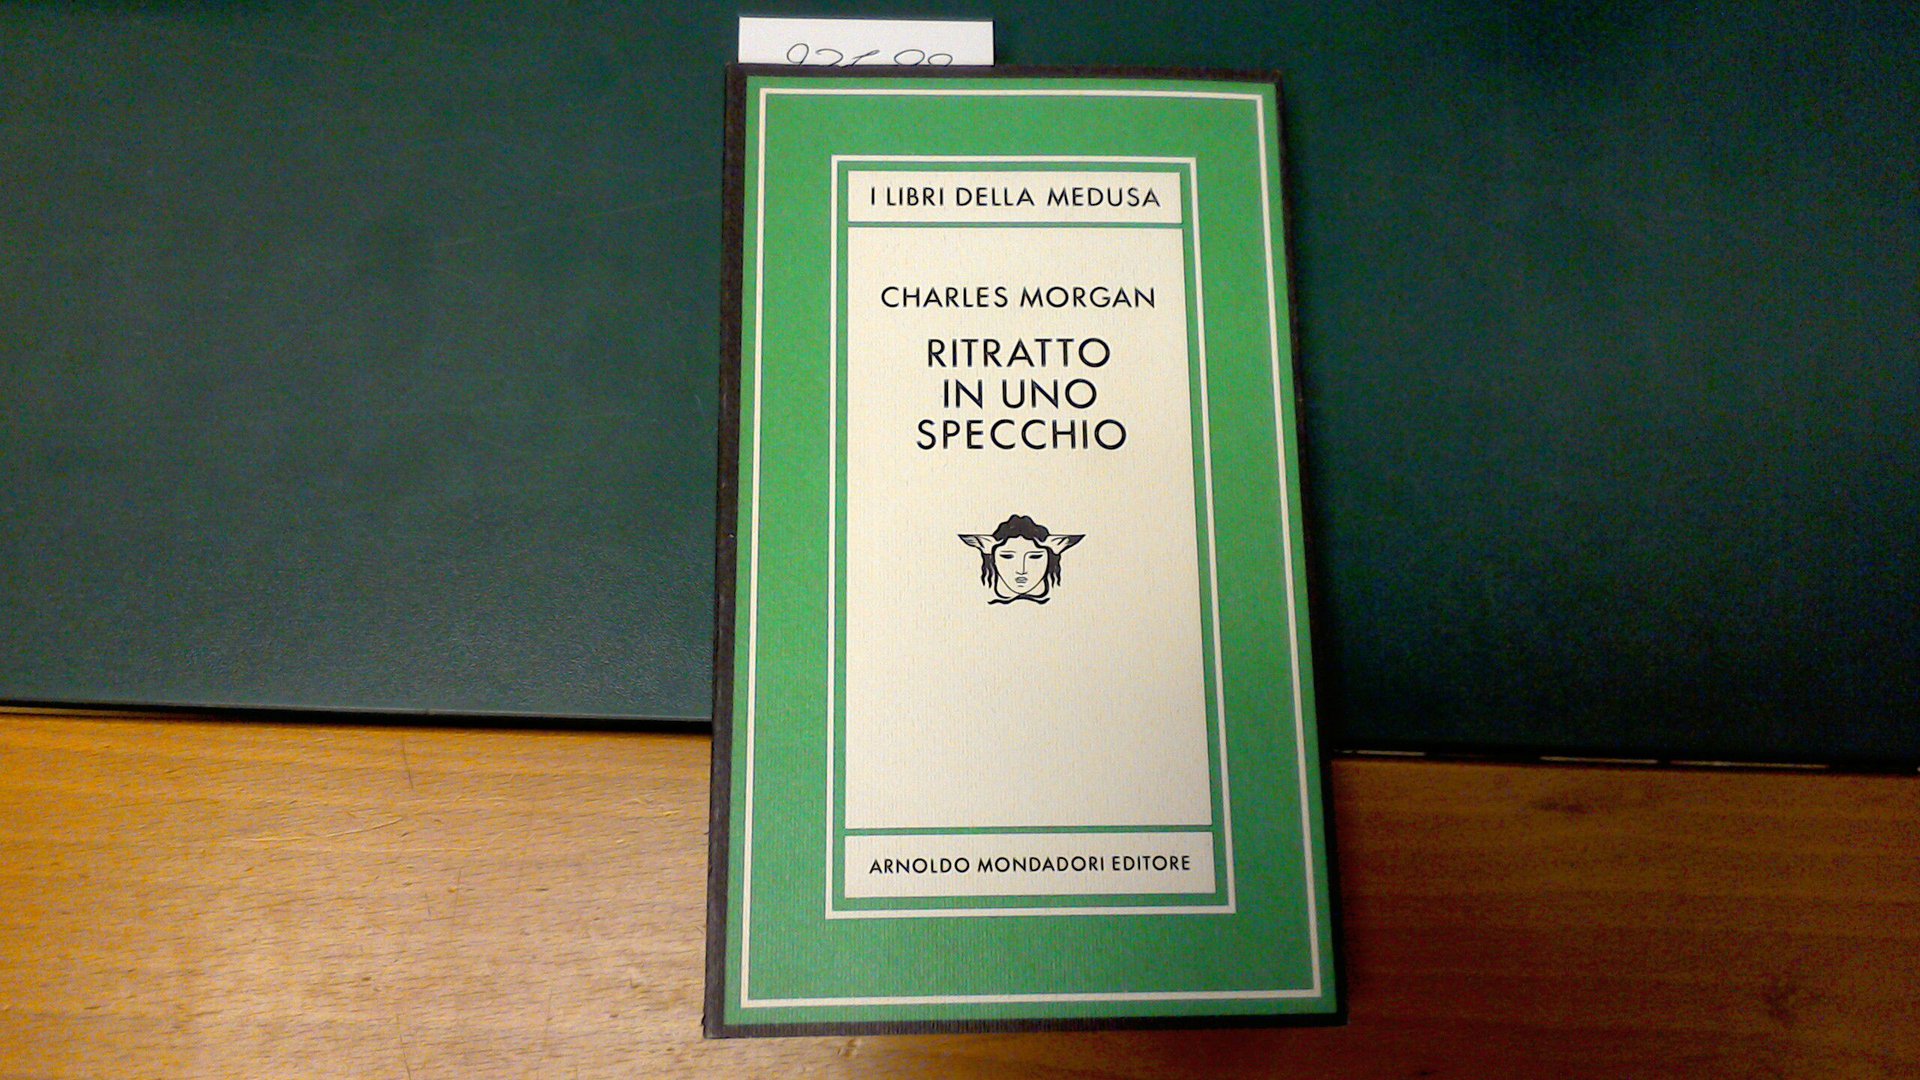 I LIBRI DELLA MEDUSA
CHARLES MORGAN
RITRATTO
IN UNO
SPECCHIO
ARNOLDO MONDADORI EDITORE